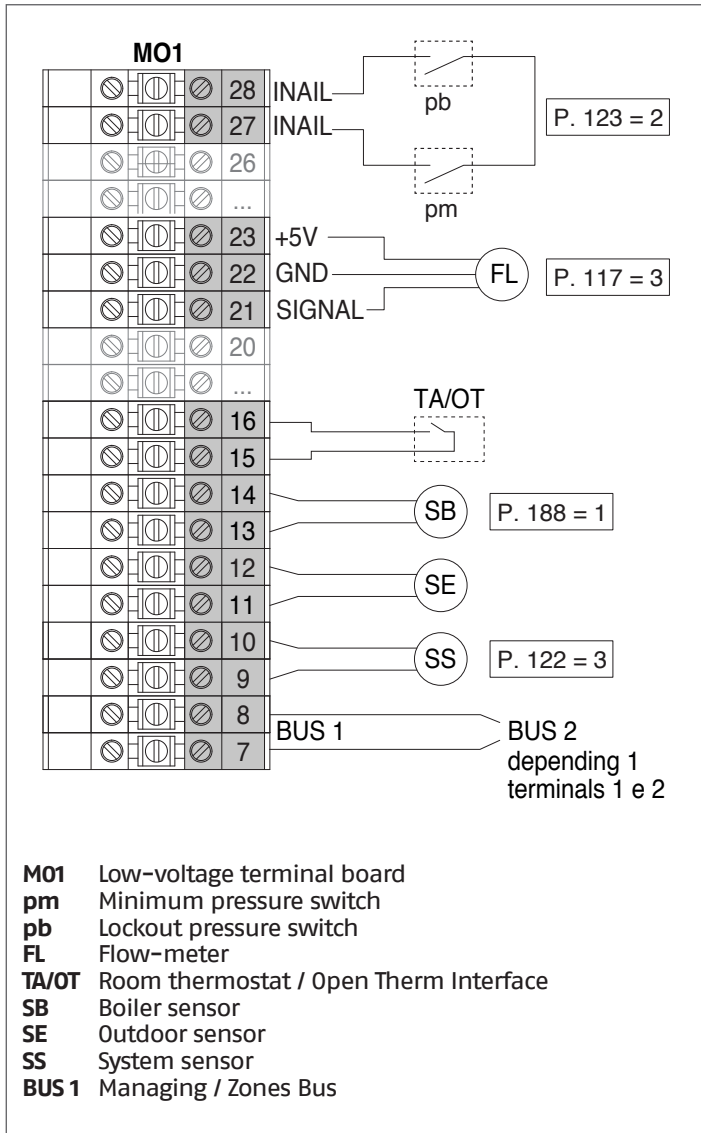 MO1
28 INAIL
pb
27 INAIL
P. 123 = 2
26
pm
...
23 +5V
22 GND FL P. 117 = 3
21 SIGNAL
20
...
TA/OT
16
15
14 SB P. 188 = 1
13
12 SE
11
10 SS P. 122 = 3
9
8
BUS 1 BUS 2
7
depending 1
terminals 1 e 2
MO1 Low-voltage terminal board
pm Minimum pressure switch
pb Lockout pressure switch
FL Flow-meter
TA/OT Room thermostat / Open Therm Interface
SB Boiler sensor
SE Outdoor sensor
SS System sensor
BUS 1 Managing / Zones Bus